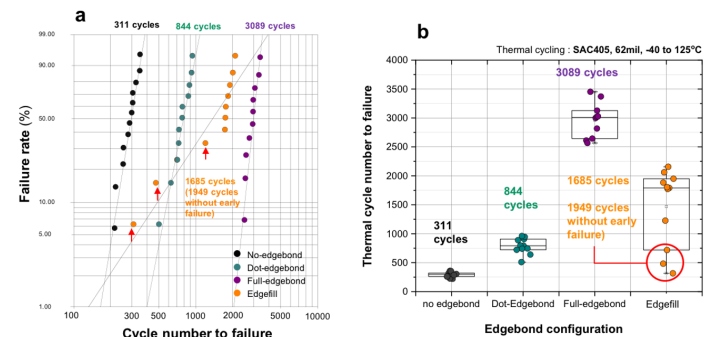 a
311 cycles
844 cycles
3089 cycles
99.00
90.00
50.00
10.00
5.00
1.00
Failure rate (%)
1685 cycles
(1949 cycles
without early
failure)
No-edgebond
Dot-edgebond
Full-edgebond
Edgefill
100
300
500
1000
2000
5000
10000
Cycle number to failure
b
Thermal cycling : SAC405, 62mil, -40 to 125°C
4000
3500
3000
2500
2000
1500
1000
500
0
Thermal cycle number to failure
3089 cycles
1685 cycles
1949 cycles
without early
failure)
844
cycles
311
cycles
no edgebond
Dot-Edgebond
Full-edgebond
Edgefill
Edgebond configuration